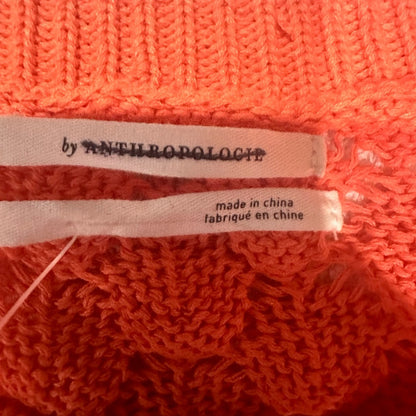 by ANTHROPOLOGIE
made in china
fabriqué en chine